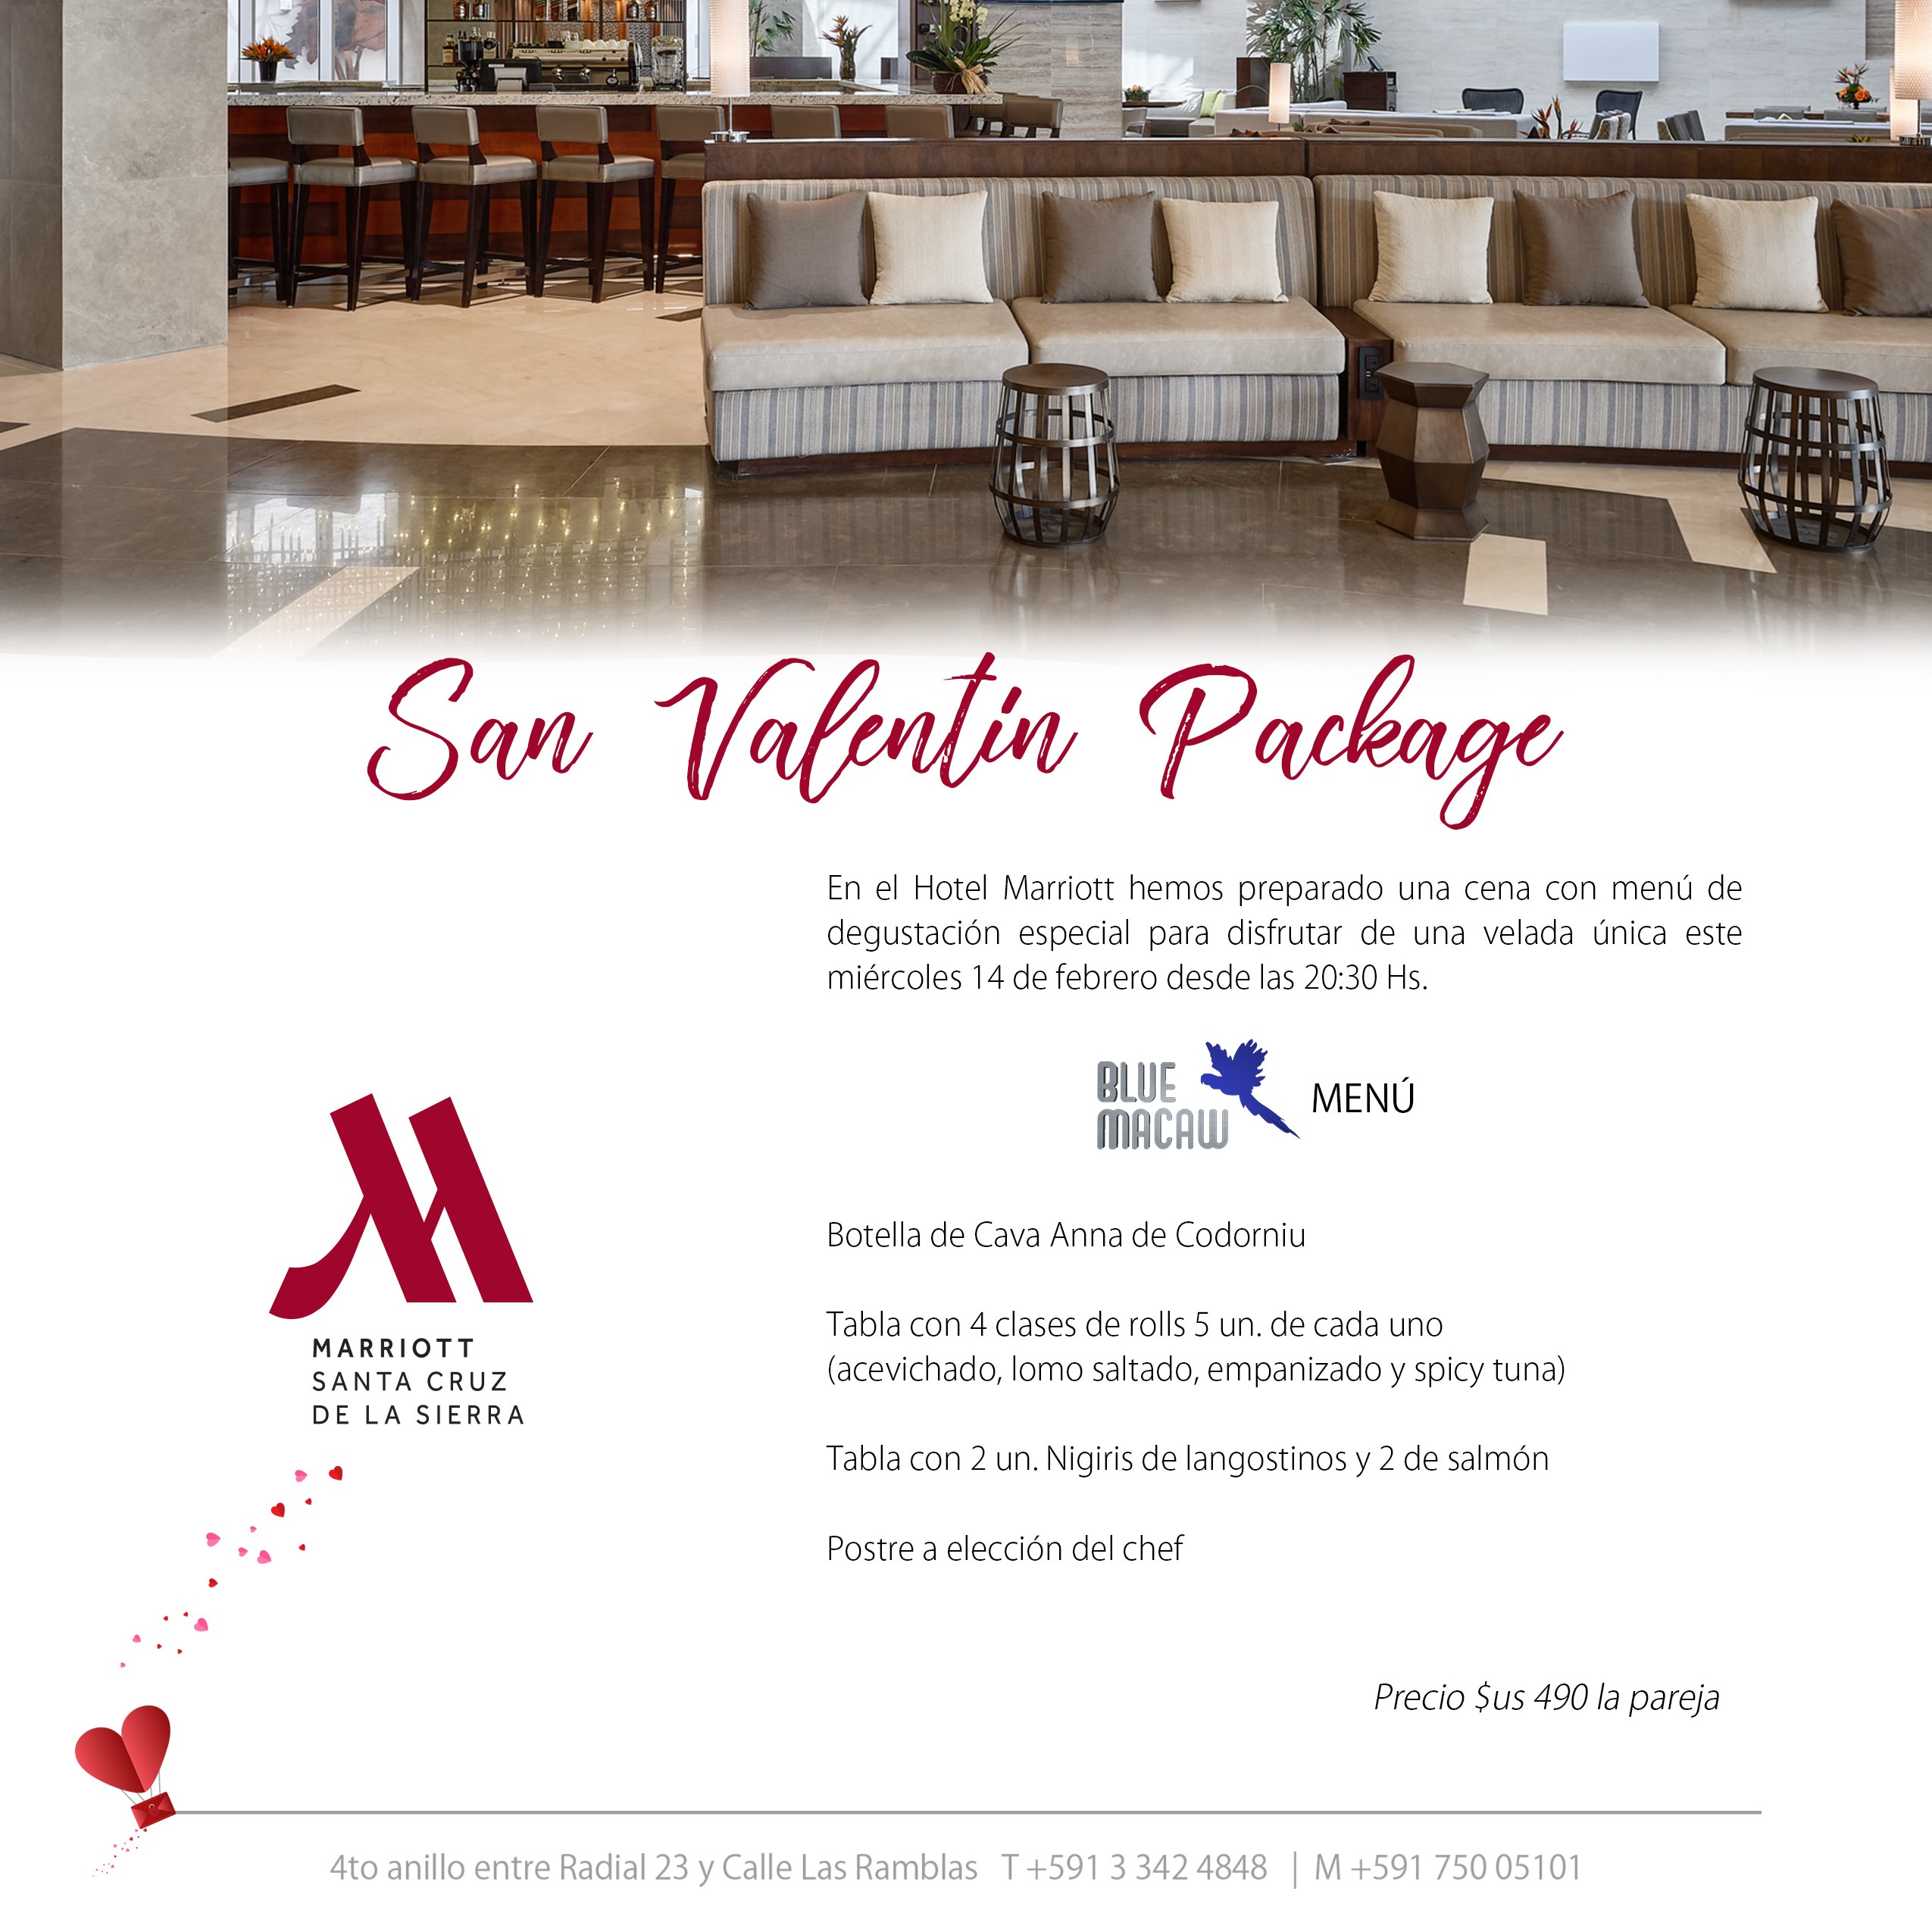 San Valentin Package
En el Hotel Marriott hemos preparado una cena con menú de
degustación especial para disfrutar de una velada única este
miércoles 14 de febrero desde las 20:30 Hs.
BLUE
MACAW
MENÚ
MARRIOTT
SANTA CRUZ
DE LA SIERRA
Botella de Cava Anna de Codorniu
Tabla con 4 clases de rolls 5 un. de cada uno
(acevichado, lomo saltado, empanizado y spicy tuna)
Tabla con 2 un. Nigiris de langostinos y 2 de salmón
Postre a elección del chef
Precio $us 490 la pareja
4to anillo entre Radial 23 y Calle Las Ramblas T +591 3 342 4848 | M +591 750 05101